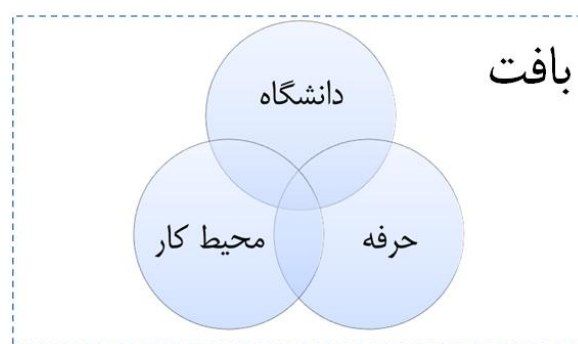 بافت
دانشگاه
حرفه
محیط کار